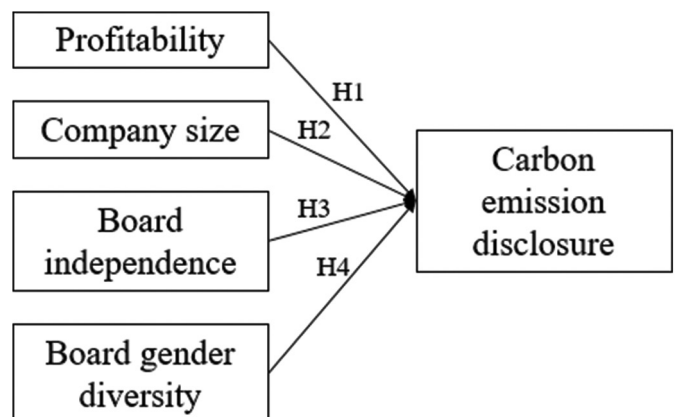 Profitability
H1
Company size
H2
Carbon
emission
disclosure
Board
independence
H3
H4
Board gender
diversity